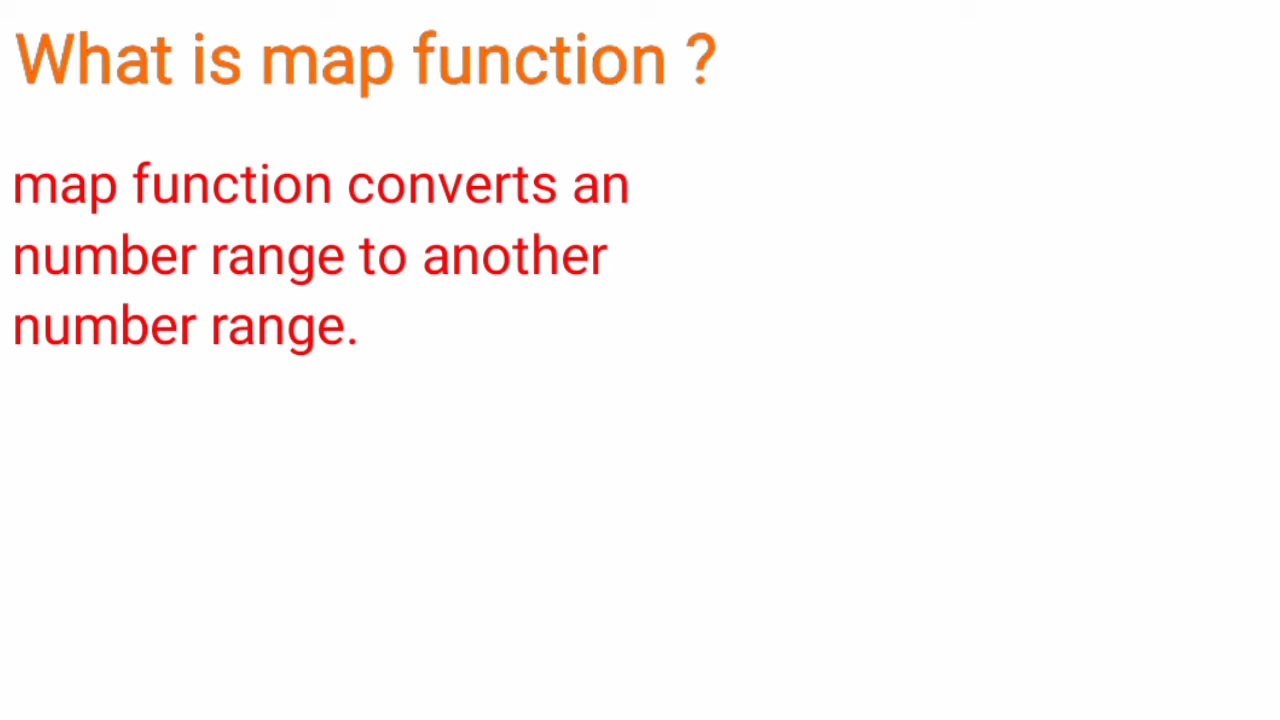 What is map function ?
map function converts an
number range to another
number range.